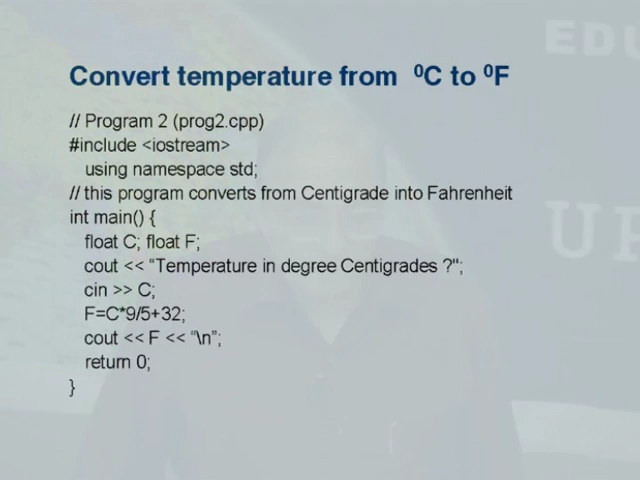 EDU
Convert temperature from ⁰C to ⁰F
// Program 2 (prog2.cpp)
#include <iostream>
using namespace std;
// this program converts from Centigrade into Fahrenheit
int main() {
float C; float F;
cout << “Temperature in degree Centigrades ?";
cin >> C;
F=C*9/5+32;
cout << F << “\n”;
return 0;
}